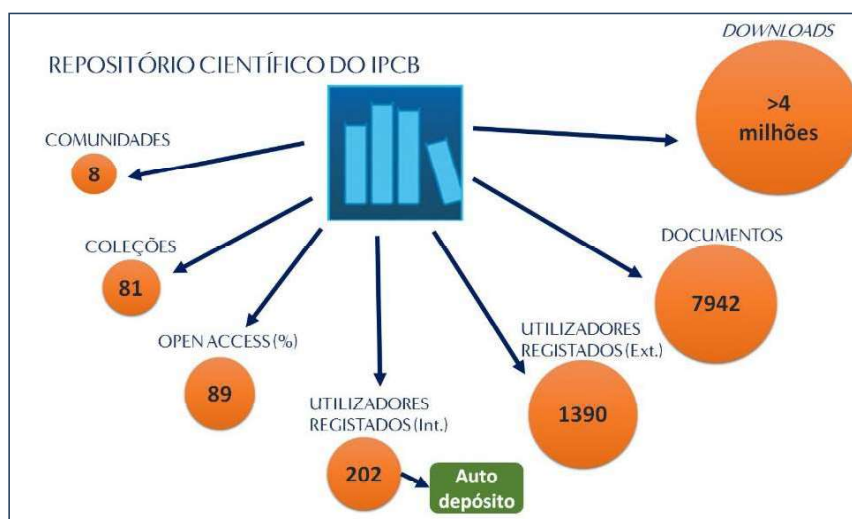 DOWNLOADS
REPOSITÓRIO CIENTÍFICO DO IPCB
>4
milhões
COMUNIDADES
8
COLEÇÕES
81
DOCUMENTOS
7942
OPEN ACCESS (%)
89
UTILIZADORES
REGISTADOS (Ext.)
1390
UTILIZADORES
REGISTADOS (Int.)
202
Auto
depósito